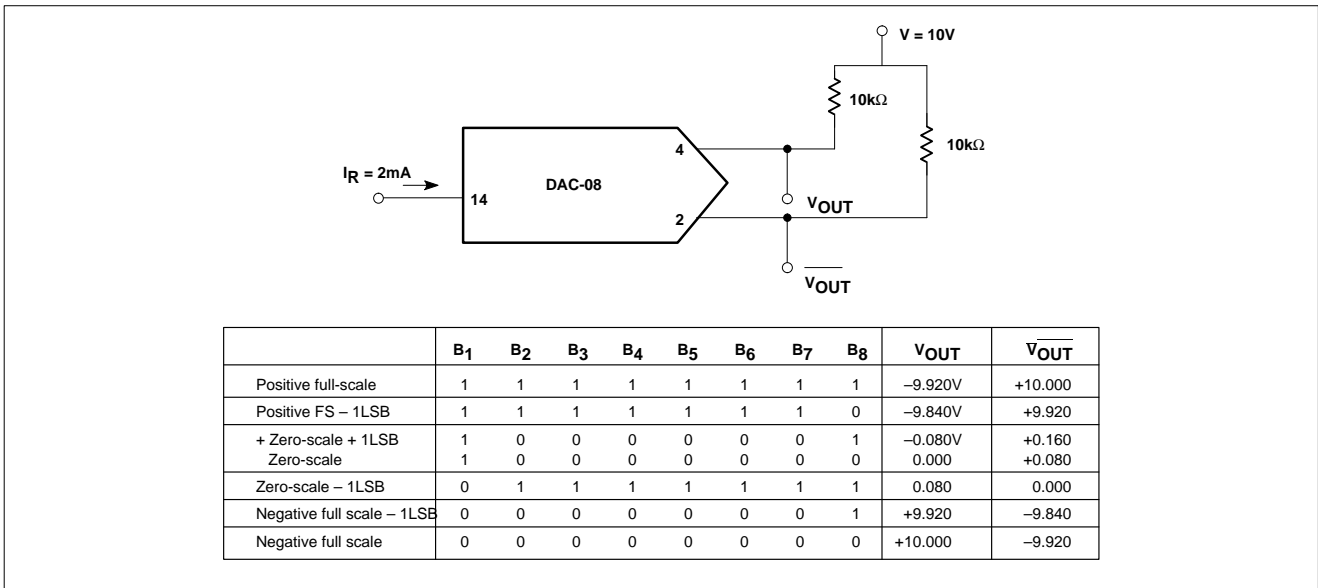 V = 10V
10kΩ
10kΩ
4
I_R = 2mA
DAC-08
14
V_OUT
2
V̅_OUT
B1 B2 B3 B4 B5 B6 B7 B8 VOUT V̅OUT
Positive full-scale 1 1 1 1 1 1 1 1 –9.920V +10.000
Positive FS – 1LSB 1 1 1 1 1 1 1 0 –9.840V +9.920
+ Zero-scale + 1LSB 1 0 0 0 0 0 0 1 –0.080V +0.160
Zero-scale 1 0 0 0 0 0 0 0 0.000 +0.080
Zero-scale – 1LSB 0 1 1 1 1 1 1 1 0.080 0.000
Negative full scale – 1LSB 0 0 0 0 0 0 0 1 +9.920 –9.840
Negative full scale 0 0 0 0 0 0 0 0 +10.000 –9.920